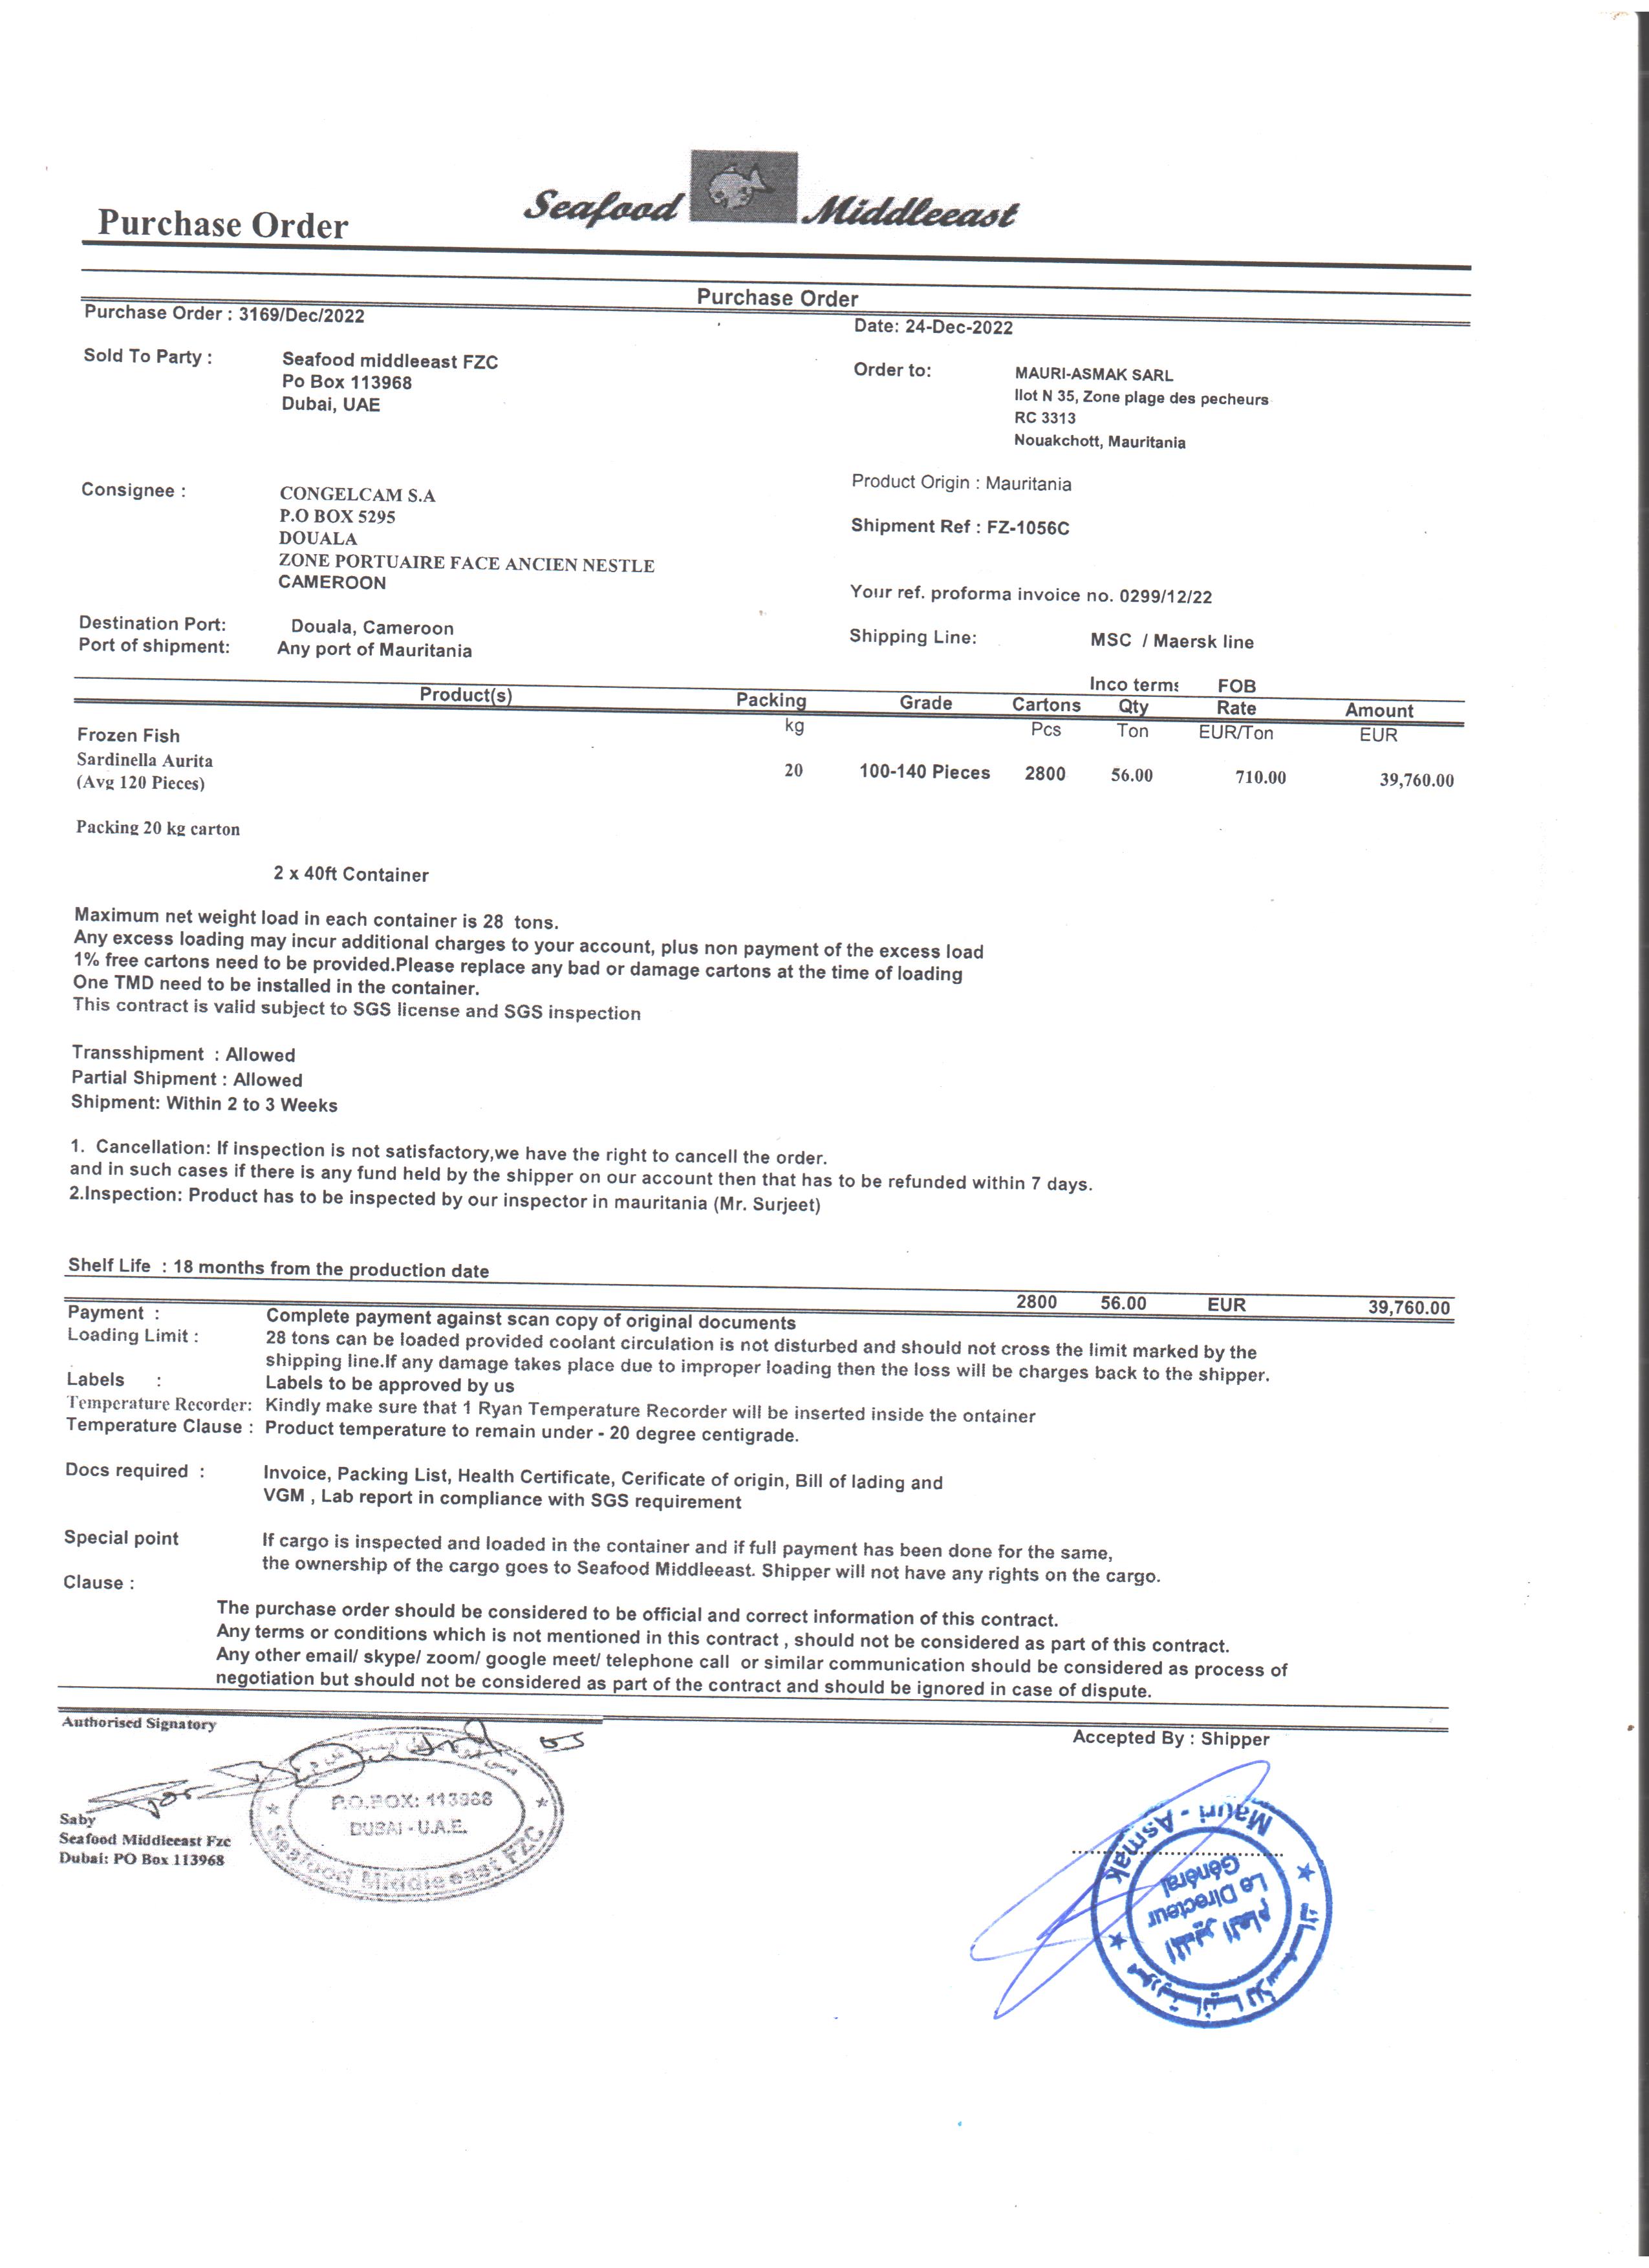 Purchase Order
Seafood Middleeast
Purchase Order
Purchase Order : 3169/Dec/2022
Date: 24-Dec-2022
Sold To Party :
Seafood middleeast FZC
Po Box 113968
Dubai, UAE
Order to:
MAURI-ASMAK SARL
Ilot N 35, Zone plage des pecheurs
RC 3313
Nouakchott, Mauritania
Consignee :
CONGELCAM S.A
P.O BOX 5295
DOUALA
ZONE PORTUAIRE FACE ANCIEN NESTLE
CAMEROON
Product Origin : Mauritania
Shipment Ref : FZ-1056C
Your ref. proforma invoice no. 0299/12/22
Destination Port: Douala, Cameroon
Port of shipment: Any port of Mauritania
Shipping Line: MSC / Maersk line
Inco terms FOB
Product(s) Packing Grade Cartons Qty Rate Amount
kg Pcs Ton EUR/Ton EUR
Frozen Fish
Sardinella Aurita 20 100-140 Pieces 2800 56.00 710.00 39,760.00
(Avg 120 Pieces)
Packing 20 kg carton
2 x 40ft Container
Maximum net weight load in each container is 28 tons.
Any excess loading may incur additional charges to your account, plus non payment of the excess load
1% free cartons need to be provided.Please replace any bad or damage cartons at the time of loading
One TMD need to be installed in the container.
This contract is valid subject to SGS license and SGS inspection
Transshipment : Allowed
Partial Shipment : Allowed
Shipment: Within 2 to 3 Weeks
1. Cancellation: If inspection is not satisfactory,we have the right to cancell the order.
and in such cases if there is any fund held by the shipper on our account then that has to be refunded within 7 days.
2.Inspection: Product has to be inspected by our inspector in mauritania (Mr. Surjeet)
Shelf Life : 18 months from the production date
2800 56.00 EUR 39,760.00
Payment : Complete payment against scan copy of original documents
Loading Limit : 28 tons can be loaded provided coolant circulation is not disturbed and should not cross the limit marked by the
shipping line.If any damage takes place due to improper loading then the loss will be charges back to the shipper.
Labels : Labels to be approved by us
Temperature Recorder: Kindly make sure that 1 Ryan Temperature Recorder will be inserted inside the ontainer
Temperature Clause : Product temperature to remain under - 20 degree centigrade.
Docs required : Invoice, Packing List, Health Certificate, Cerificate of origin, Bill of lading and
VGM , Lab report in compliance with SGS requirement
Special point If cargo is inspected and loaded in the container and if full payment has been done for the same,
the ownership of the cargo goes to Seafood Middleeast. Shipper will not have any rights on the cargo.
Clause :
The purchase order should be considered to be official and correct information of this contract.
Any terms or conditions which is not mentioned in this contract , should not be considered as part of this contract.
Any other email/ skype/ zoom/ google meet/ telephone call or similar communication should be considered as process of
negotiation but should not be considered as part of the contract and should be ignored in case of dispute.
Authorised Signatory
Accepted By : Shipper
Saby
Seafood Middleeast Fzc
Dubai: PO Box 113968
P.O.BOX: 113968
DUBAI - U.A.E.
Seafood Middleeast FZC
Mauri - Asmak
Le Directeur
Général
المدير العام